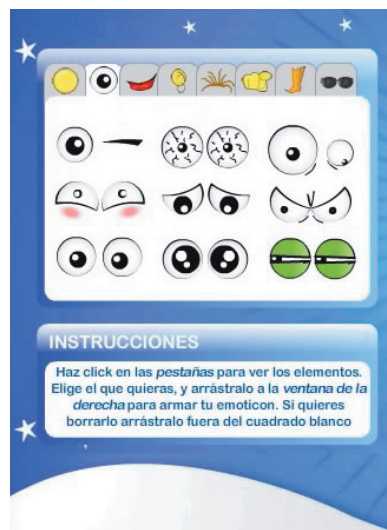 INSTRUCCIONES
Haz click en las pestañas para ver los elementos.
Elige el que quieras, y arrástralo a la ventana de la
derecha para armar tu emoticon. Si quieres
borrarlo arrástralo fuera del cuadrado blanco